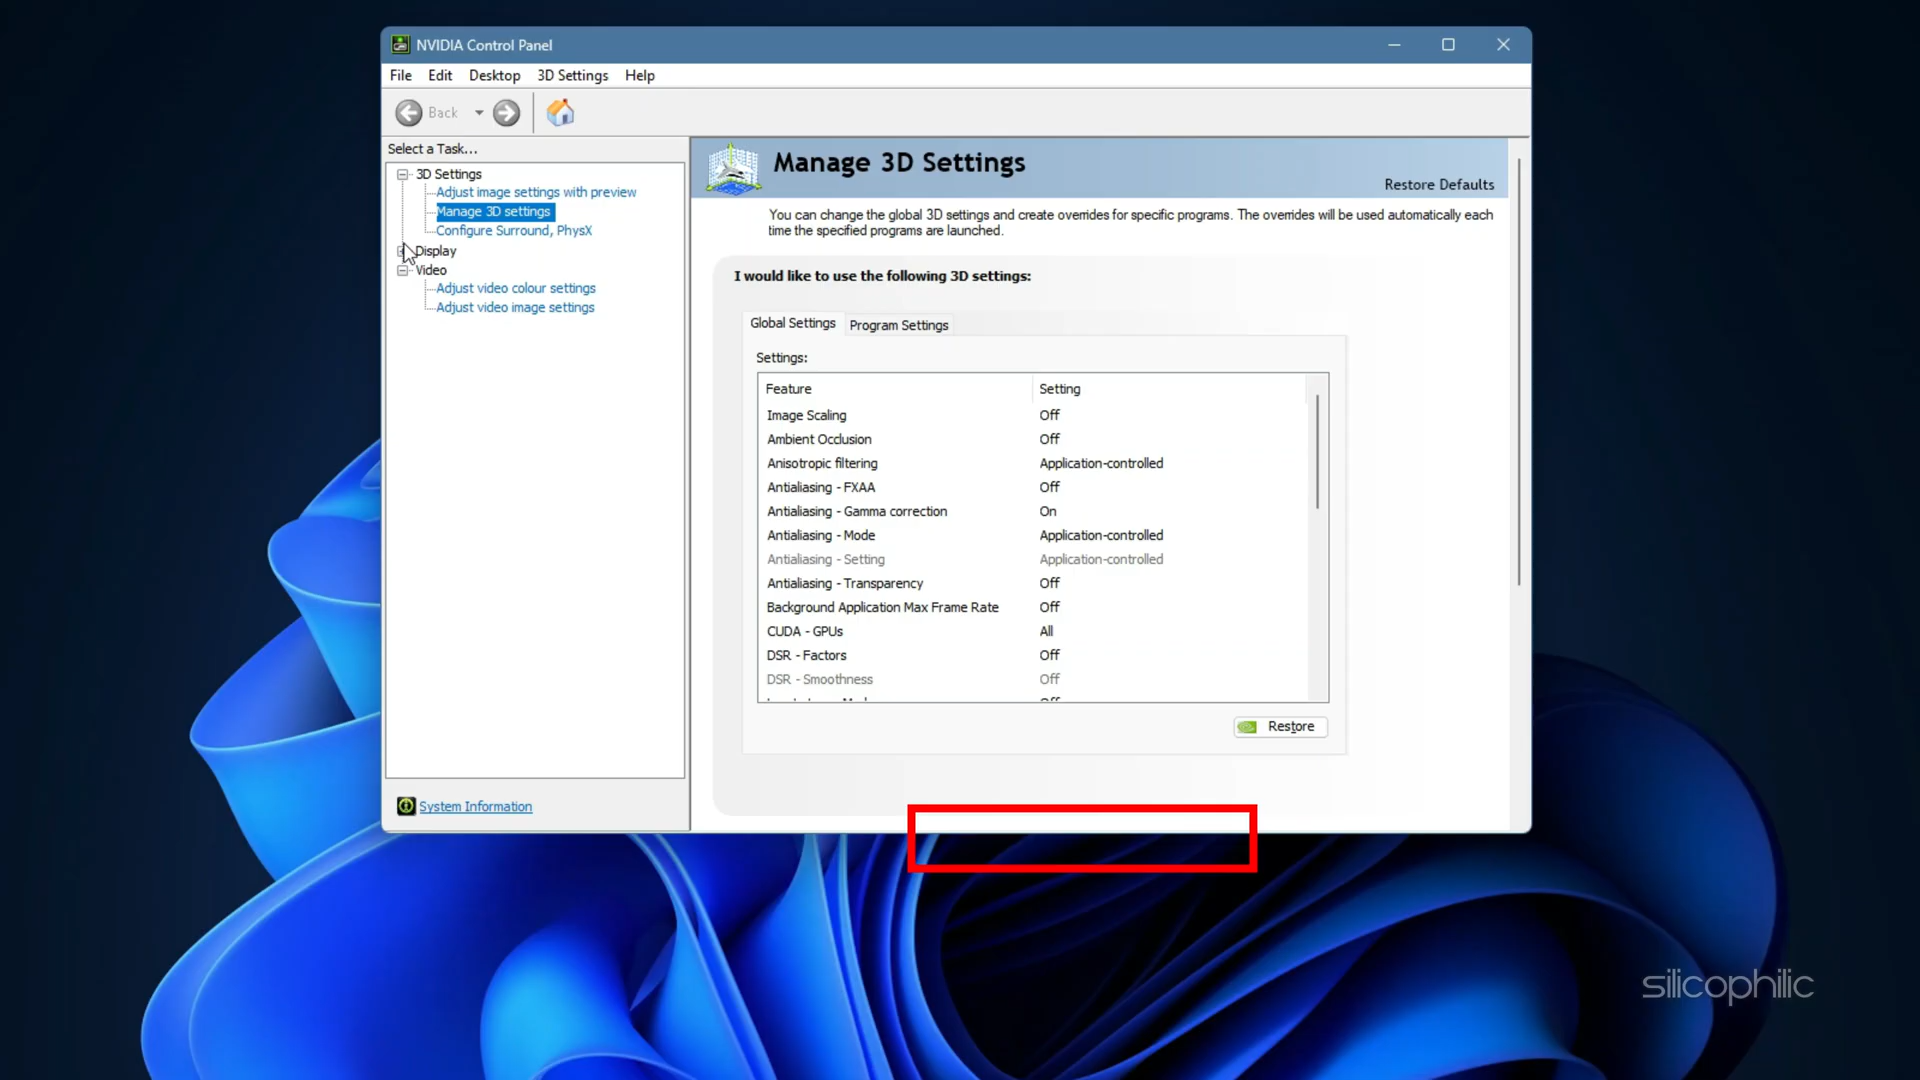 NVIDIA Control Panel
File Edit Desktop 3D Settings Help
Back
Select a Task...
3D Settings
Adjust image settings with preview
Manage 3D settings
Configure Surround, PhysX
Display
Video
Adjust video colour settings
Adjust video image settings
System Information
Manage 3D Settings
Restore Defaults
You can change the global 3D settings and create overrides for specific programs. The overrides will be used automatically each
time the specified programs are launched.
I would like to use the following 3D settings:
Global Settings Program Settings
Settings:
Feature Setting
Image Scaling Off
Ambient Occlusion Off
Anisotropic filtering Application-controlled
Antialiasing - FXAA Off
Antialiasing - Gamma correction On
Antialiasing - Mode Application-controlled
Antialiasing - Setting Application-controlled
Antialiasing - Transparency Off
Background Application Max Frame Rate Off
CUDA - GPUs All
DSR - Factors Off
DSR - Smoothness Off
Restore
silicophilic